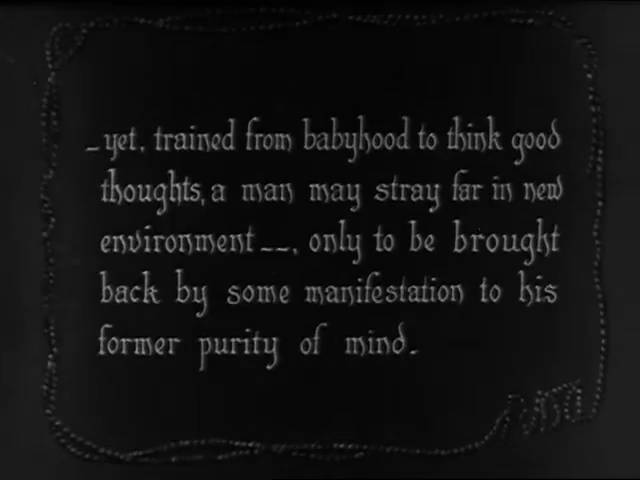 —yet, trained from babyhood to think good
thoughts, a man may stray far in new
environment——, only to be brought
back by some manifestation to his
former purity of mind.